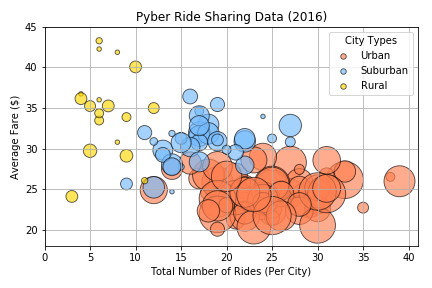 Pyber Ride Sharing Data (2016)
City Types
Urban
Suburban
Rural
45
40
35
30
25
20
Average Fare ($)
0 5 10 15 20 25 30 35 40
Total Number of Rides (Per City)